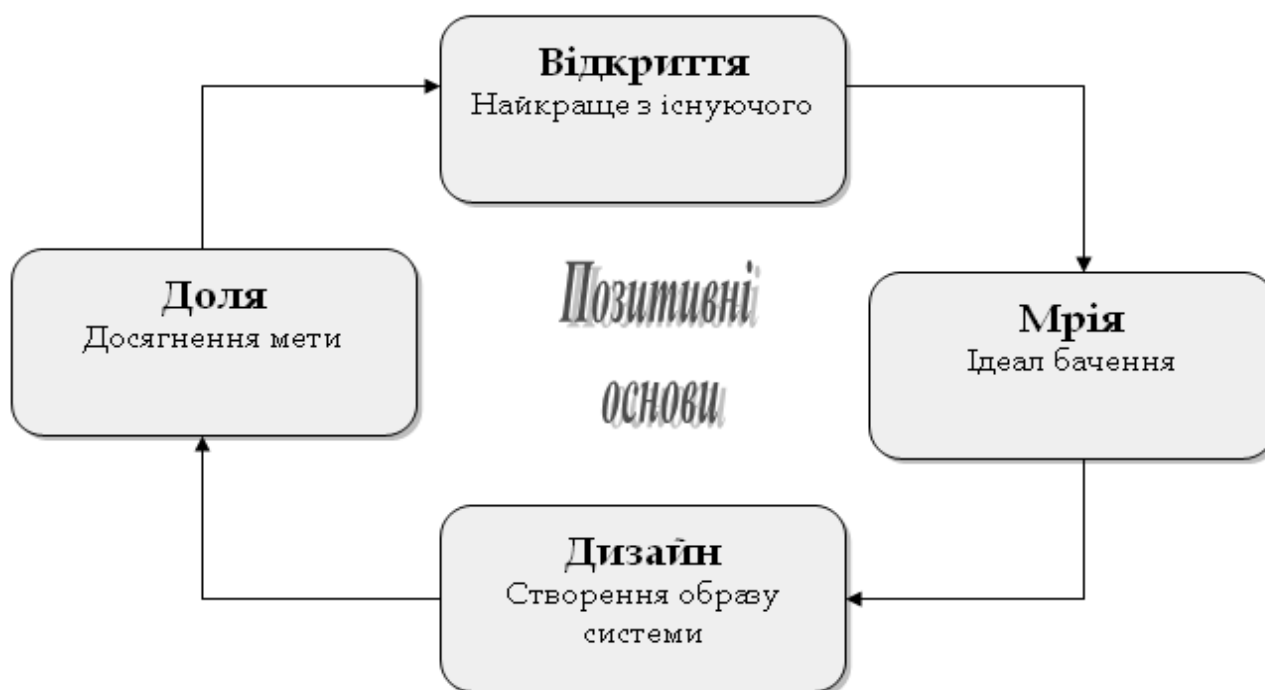 Відкриття
Найкраще з існуючого
Доля
Досягнення мети
Позитивні
основи
Мрія
Ідеал бачення
Дизайн
Створення образу
системи